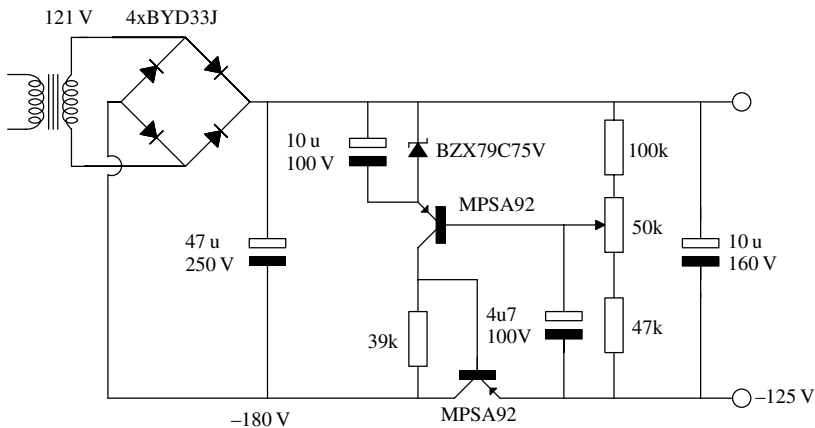 121 V
4xBYD33J
10 u
100 V
BZX79C75V
100k
MPSA92
50k
47 u
250 V
10 u
160 V
39k
4u7
100V
47k
–180 V
MPSA92
–125 V